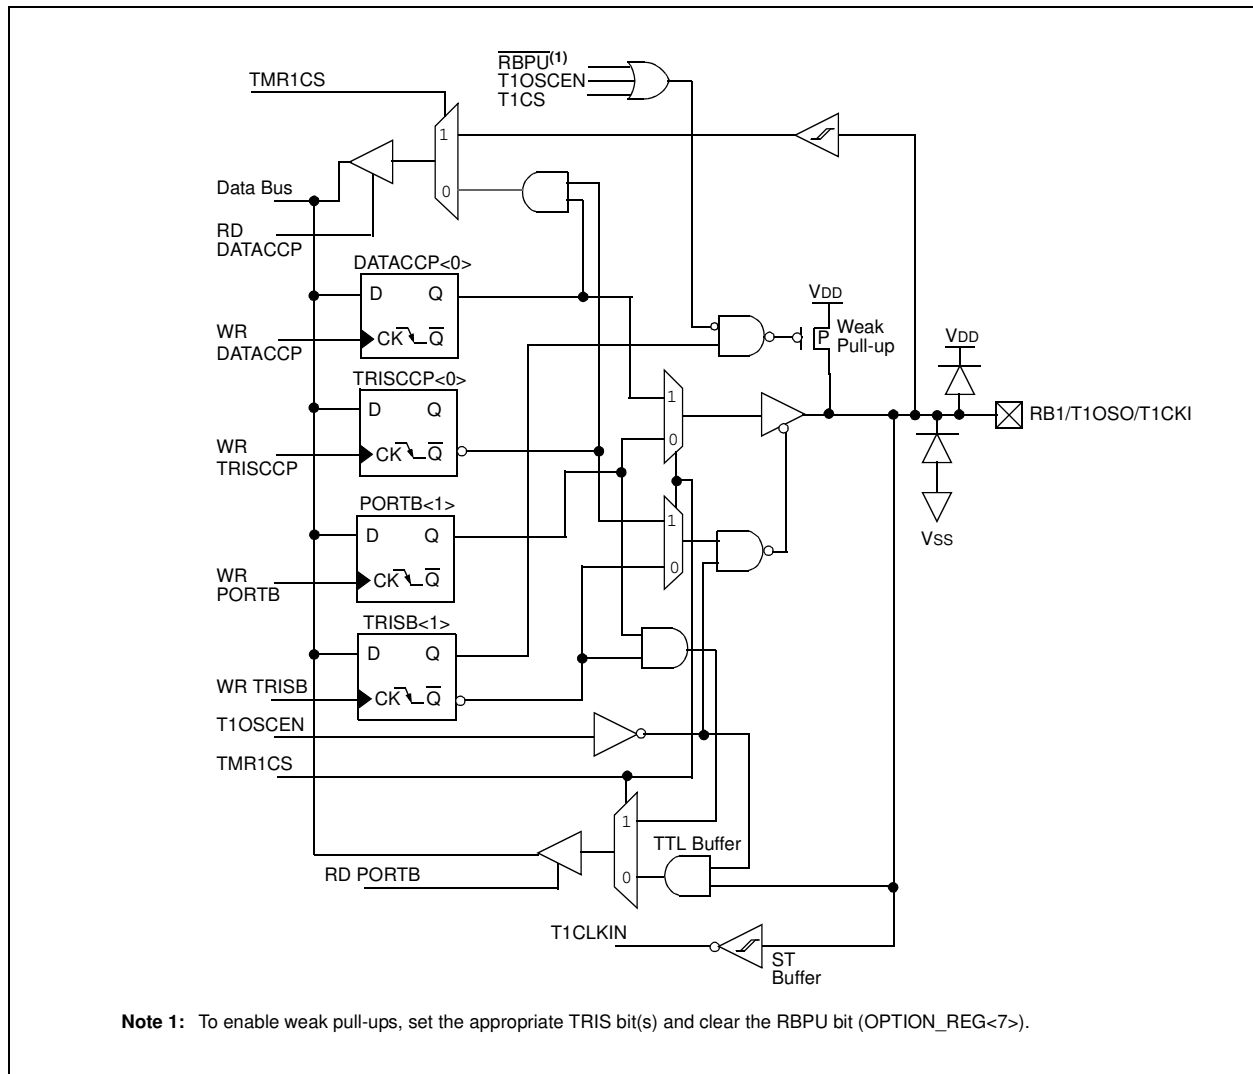 RBPU(1)
T1OSCEN
T1CS
TMR1CS
1
0
Data Bus
RD
DATACCP
DATACCP<0>
D Q
CK Q
WR
DATACCP
VDD
P
Weak
Pull-up
VDD
TRISCCP<0>
D Q
CK Q
WR
TRISCCP
1
0
RB1/T1OSO/T1CKI
VSS
PORTB<1>
D Q
CK Q
WR
PORTB
1
0
TRISB<1>
D Q
CK Q
WR TRISB
T1OSCEN
TMR1CS
1
0
TTL Buffer
RD PORTB
T1CLKIN
ST
Buffer
Note 1: To enable weak pull-ups, set the appropriate TRIS bit(s) and clear the RBPU bit (OPTION_REG<7>).